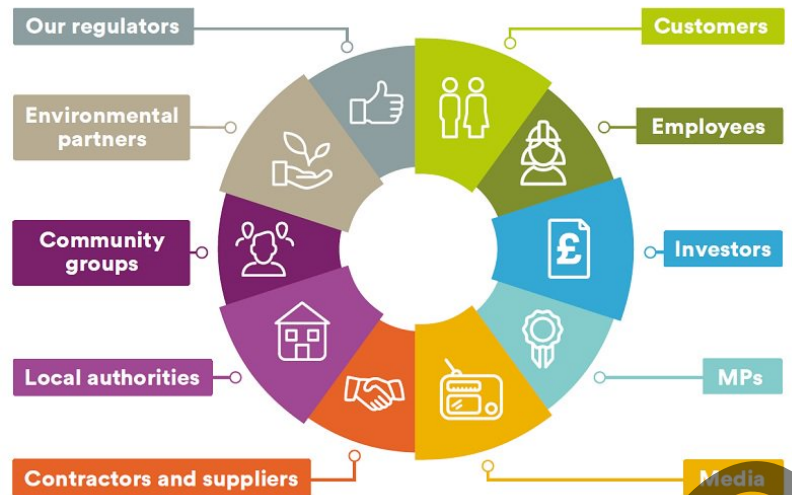 Our regulators
Customers
Environmental
partners
Employees
£
Community
groups
Investors
Local authorities
MPs
Contractors and suppliers
Media